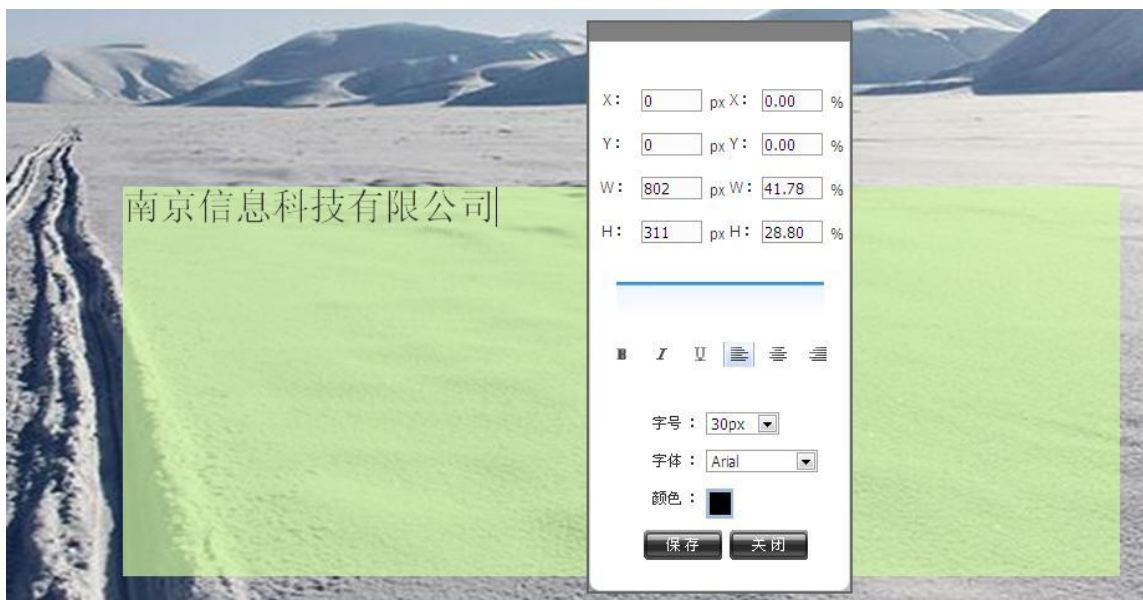 南京信息科技有限公司
X: 0 px X: 0.00 %
Y: 0 px Y: 0.00 %
W: 802 px W: 41.78 %
H: 311 px H: 28.80 %
B I U
字号: 30px
字体: Arial
颜色:
保存 关闭